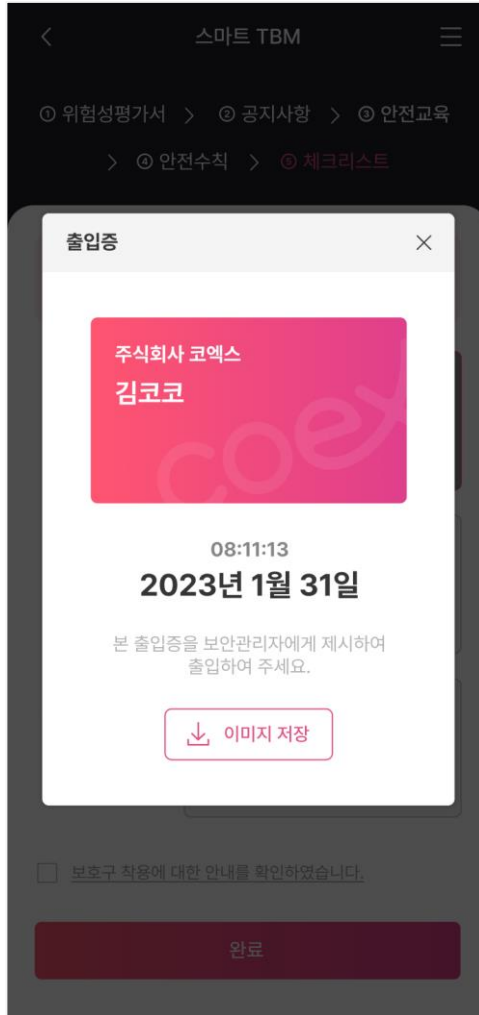 스마트 TBM
① 위험성평가서 > ② 공지사항 > ③ 안전교육
> ④ 안전수칙 > ⑤ 체크리스트
출입증
주식회사 코엑스
김코코
coex
08:11:13
2023년 1월 31일
본 출입증을 보안관리자에게 제시하여
출입하여 주세요.
이미지 저장
보호구 착용에 대한 안내를 확인하였습니다.
완료